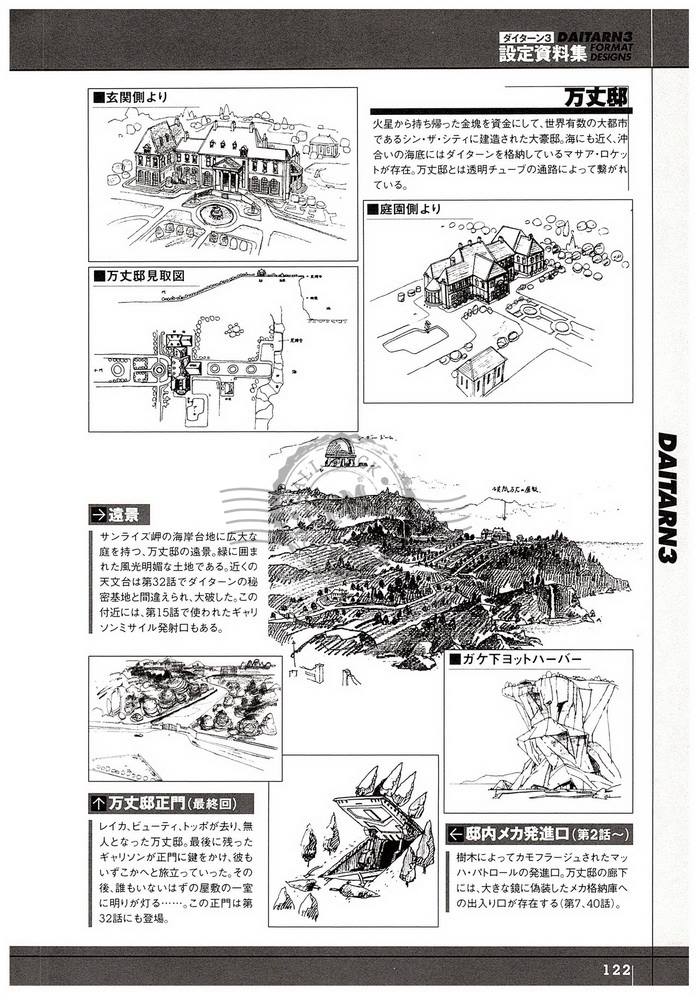 ダイターン3 DAITARN3
設定資料集 FORMAT
DESIGNS
■玄関側より
万丈邸
火星から持ち帰った金塊を資金にして、世界有数の大都市
であるシン・ザ・シティに建造された大豪邸。海にも近く、沖
合いの海底にはダイターンを格納しているマサア・ロケッ
トが存在。万丈邸とは透明チューブの通路によって繋がれ
ている。
■庭園側より
■万丈邸見取図
→遠景
サンライズ岬の海岸台地に広大な
庭を持つ、万丈邸の遠景。緑に囲ま
れた風光明媚な土地である。近くの
天文台は第32話でダイターンの秘
密基地と間違えられ、大破した。この
付近には、第15話で使われたギャリ
ソンミサイル発射口もある。
DAITARN3
■ガケ下ヨットハーバー
↑万丈邸正門(最終回)
レイカ、ビューティ、トッポが去り、無
人となった万丈邸。最後に残った
ギャリソンが正門に鍵をかけ、彼も
いずこかへと旅立っていった。その
後、誰もいないはずの屋敷の一室
に明りが灯る……。この正門は第
32話にも登場。
←邸内メカ発進口(第2話〜)
樹木によってカモフラージュされたマッ
ハ・パトロールの発進口。万丈邸の廊下
には、大きな鏡に偽装したメカ格納庫へ
の出入り口が存在する(第7、40話)。
122